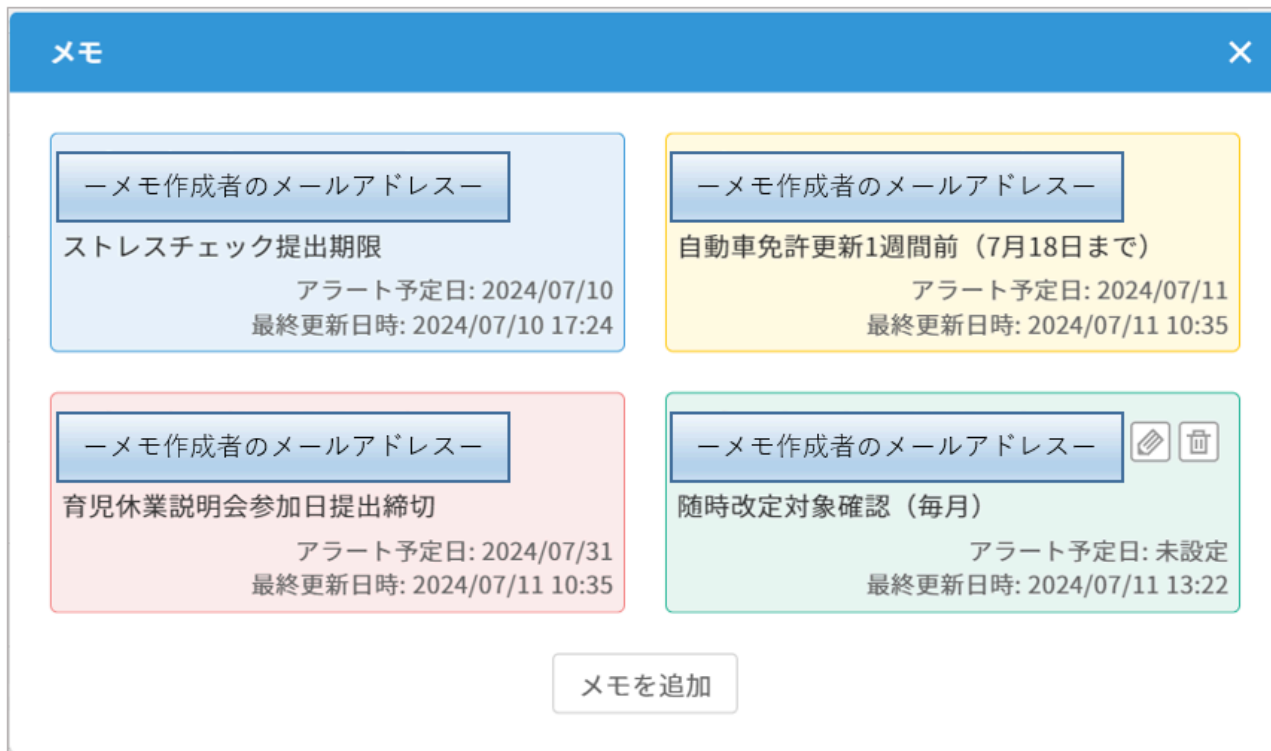 メモ
ーメモ作成者のメールアドレスー
ストレスチェック提出期限
アラート予定日: 2024/07/10
最終更新日時: 2024/07/10 17:24
ーメモ作成者のメールアドレスー
自動車免許更新1週間前（7月18日まで）
アラート予定日: 2024/07/11
最終更新日時: 2024/07/11 10:35
ーメモ作成者のメールアドレスー
育児休業説明会参加日提出締切
アラート予定日: 2024/07/31
最終更新日時: 2024/07/11 10:35
ーメモ作成者のメールアドレスー
随時改定対象確認（毎月）
アラート予定日: 未設定
最終更新日時: 2024/07/11 13:22
メモを追加